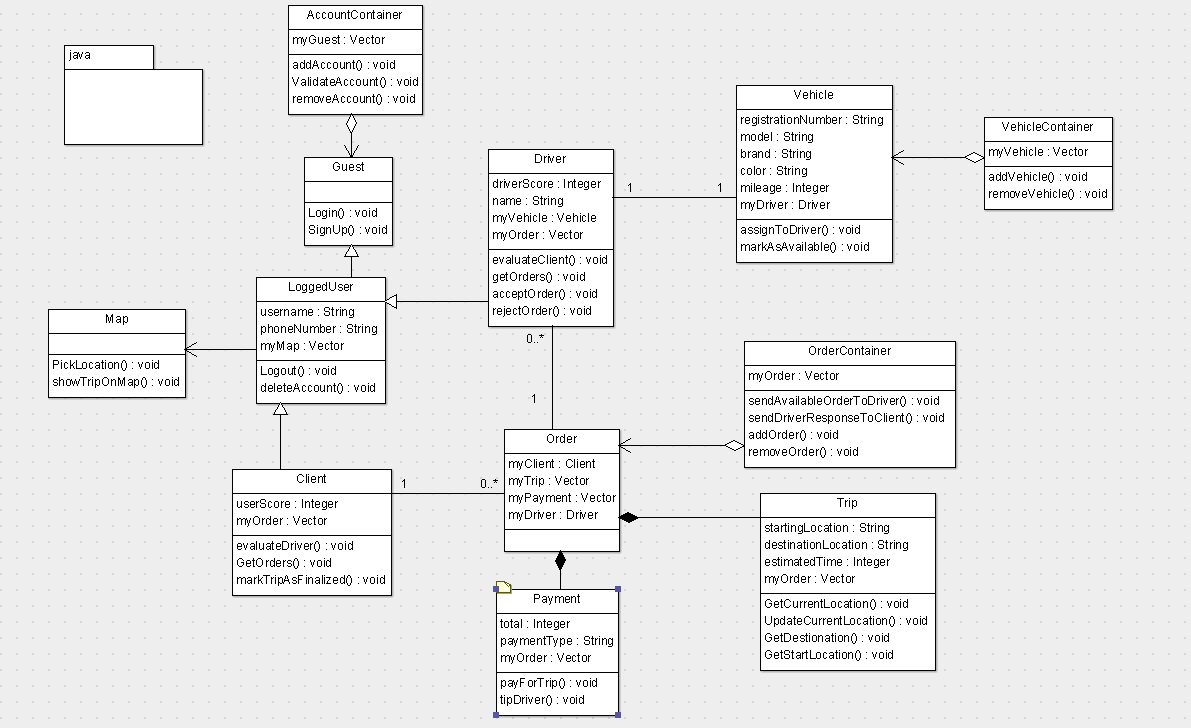 java
AccountContainer
myGuest : Vector
addAccount() : void
ValidateAccount() : void
removeAccount() : void
Guest
Login() : void
SignUp() : void
Driver
driverScore : Integer
name : String
myVehicle : Vehicle
myOrder : Vector
evaluateClient() : void
getOrders() : void
acceptOrder() : void
rejectOrder() : void
1
1
Vehicle
registrationNumber : String
model : String
brand : String
color : String
mileage : Integer
myDriver : Driver
assignToDriver() : void
markAsAvailable() : void
VehicleContainer
myVehicle : Vector
addVehicle() : void
removeVehicle() : void
LoggedUser
username : String
phoneNumber : String
myMap : Vector
Logout() : void
deleteAccount() : void
Map
PickLocation() : void
showTripOnMap() : void
0..*
1
OrderContainer
myOrder : Vector
sendAvailableOrderToDriver() : void
sendDriverResponseToClient() : void
addOrder() : void
removeOrder() : void
Order
myClient : Client
myTrip : Vector
myPayment : Vector
myDriver : Driver
Client
userScore : Integer
myOrder : Vector
evaluateDriver() : void
GetOrders() : void
markTripAsFinalized() : void
1
0..*
Trip
startingLocation : String
destinationLocation : String
estimatedTime : Integer
myOrder : Vector
GetCurrentLocation() : void
UpdateCurrentLocation() : void
GetDestionation() : void
GetStartLocation() : void
Payment
total : Integer
paymentType : String
myOrder : Vector
payForTrip() : void
tipDriver() : void